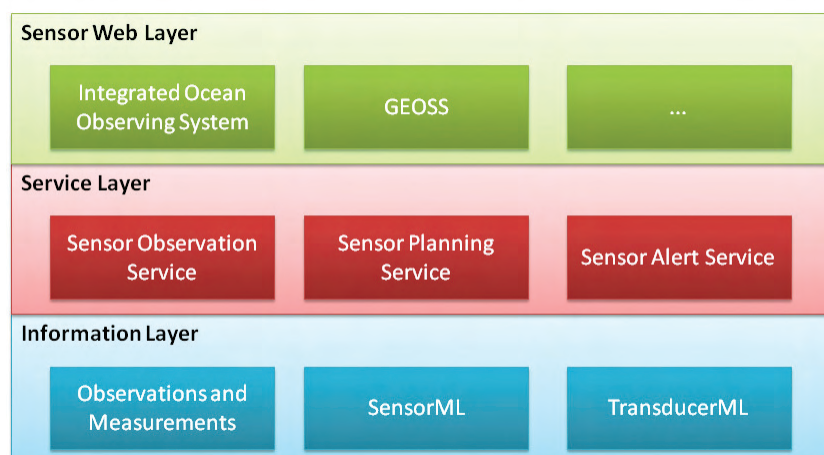 Sensor Web Layer
Integrated Ocean
Observing System
GEOSS
...
Service Layer
Sensor Observation
Service
Sensor Planning
Service
Sensor Alert Service
Information Layer
Observations and
Measurements
SensorML
TransducerML